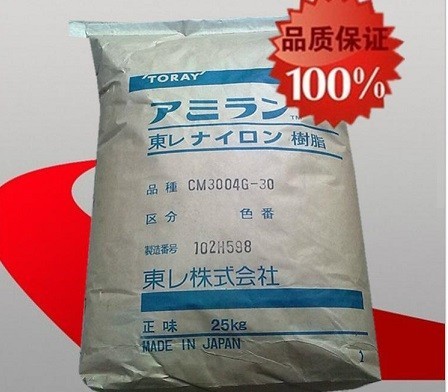 品质保证
100%
TORAY
アミラン™
東レ ナイロン 樹脂
品種 CM3004G-30
区分 色番
製造番号 102H598
東レ株式会社
正味 25kg
MADE IN JAPAN